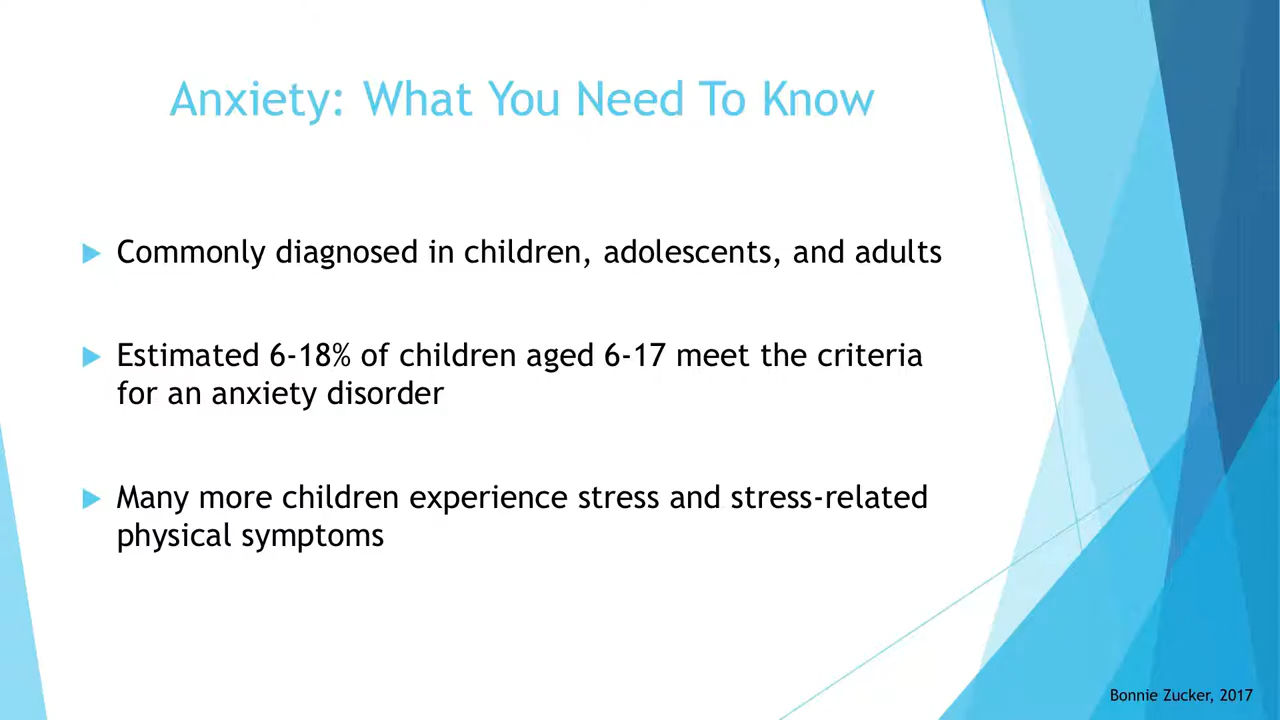 Anxiety: What You Need To Know
Commonly diagnosed in children, adolescents, and adults
Estimated 6-18% of children aged 6-17 meet the criteria
for an anxiety disorder
Many more children experience stress and stress-related
physical symptoms
Bonnie Zucker, 2017